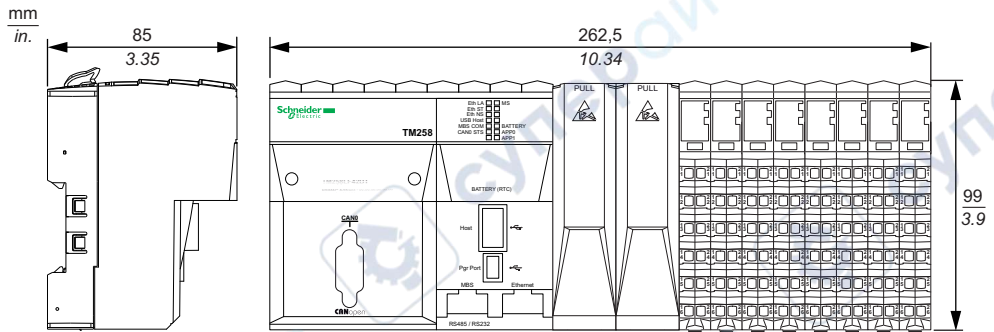 mm
in.
85
3.35
262,5
10.34
Schneider
Electric
TM258
Eth LA MS
Eth ST
Eth NS
USB Host
MBS COM BATTERY
CAN0 STS APP0
APP1
PULL
PULL
BATTERY (RTC)
CAN0
Host
Pgr Port
MBS Ethernet
CANopen
RS485 / RS232
99
3.9
супер